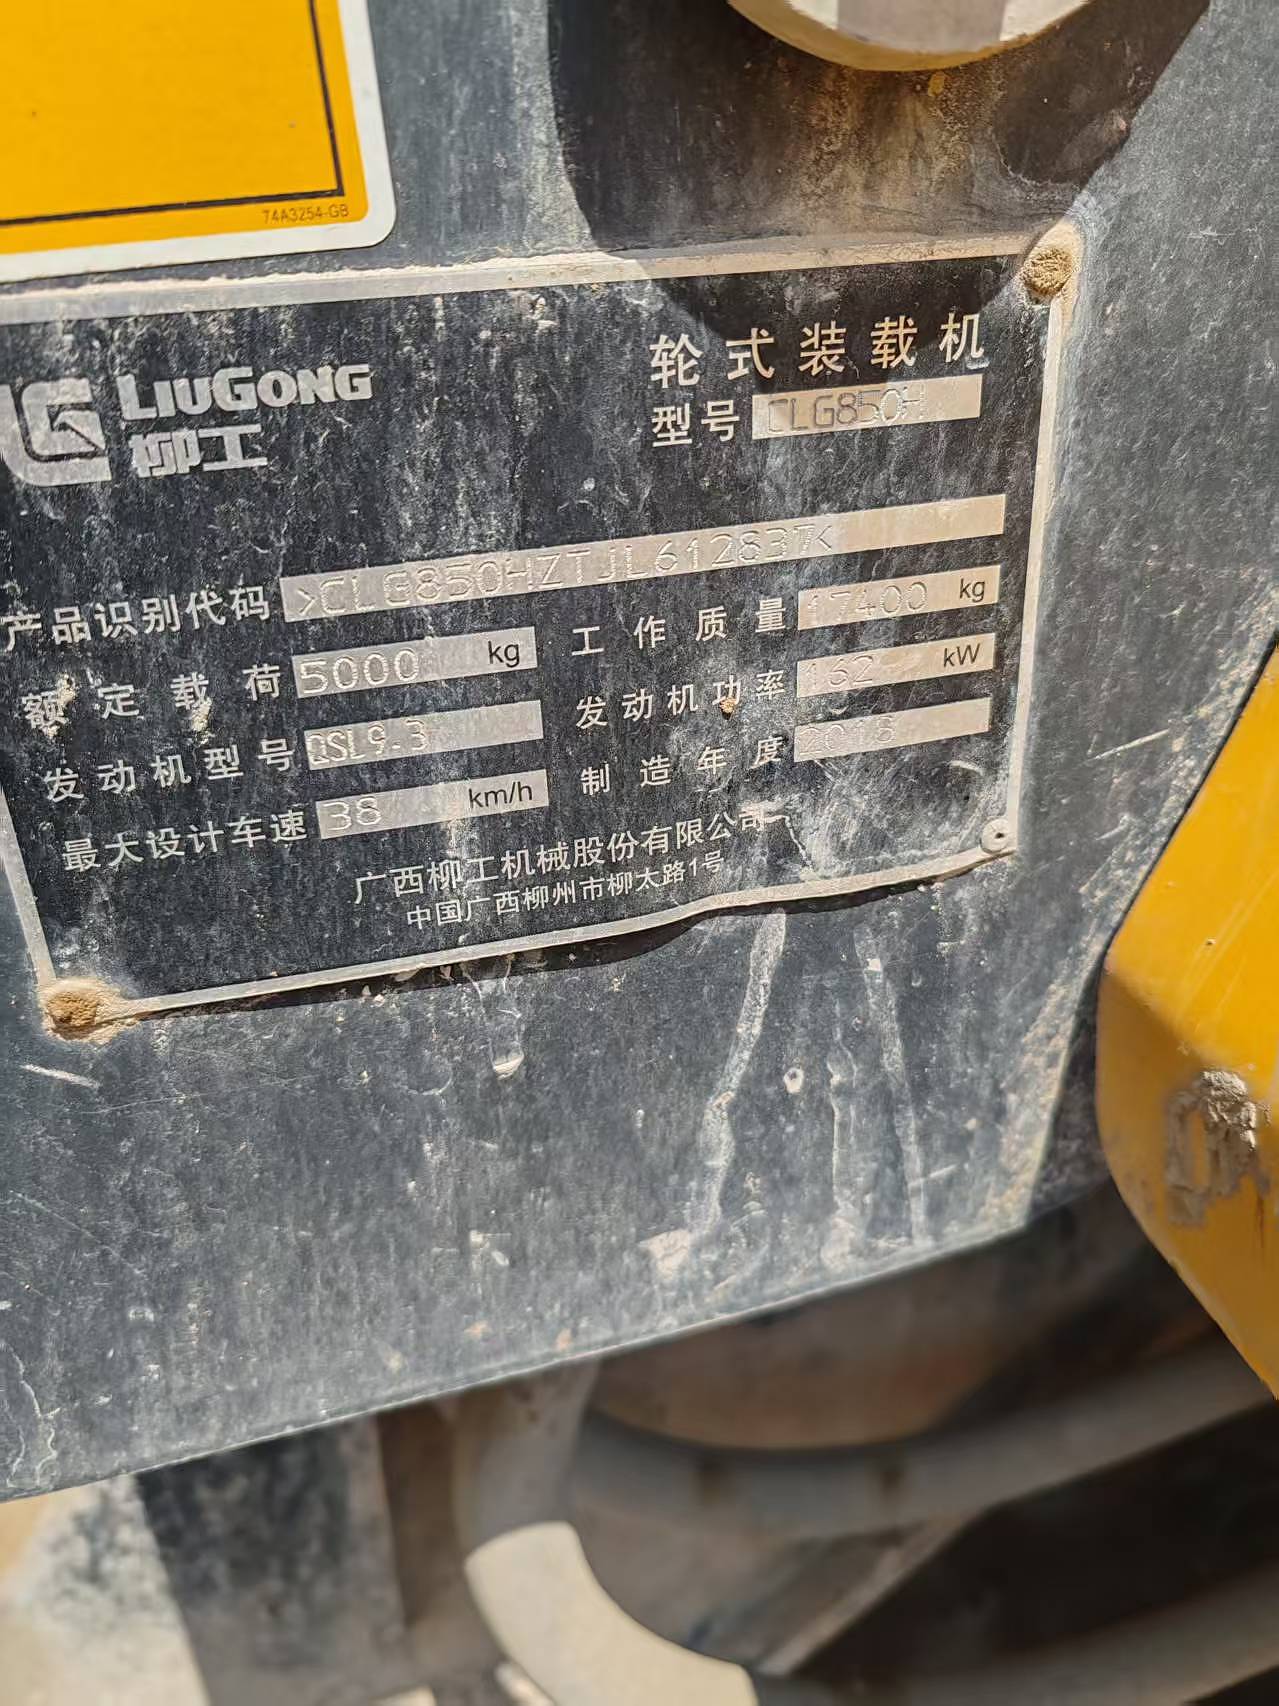 74A3254-GB
LIUGONG
柳工
轮式装载机
型号 CLG850H
产品识别代码 >CLG850HZTJL612837<
额定载荷 5000 kg 工作质量 17400 kg
发动机型号 QSL9.3 发动机功率 162 kW
最大设计车速 38 km/h 制造年度 2018
广西柳工机械股份有限公司
中国广西柳州市柳太路1号